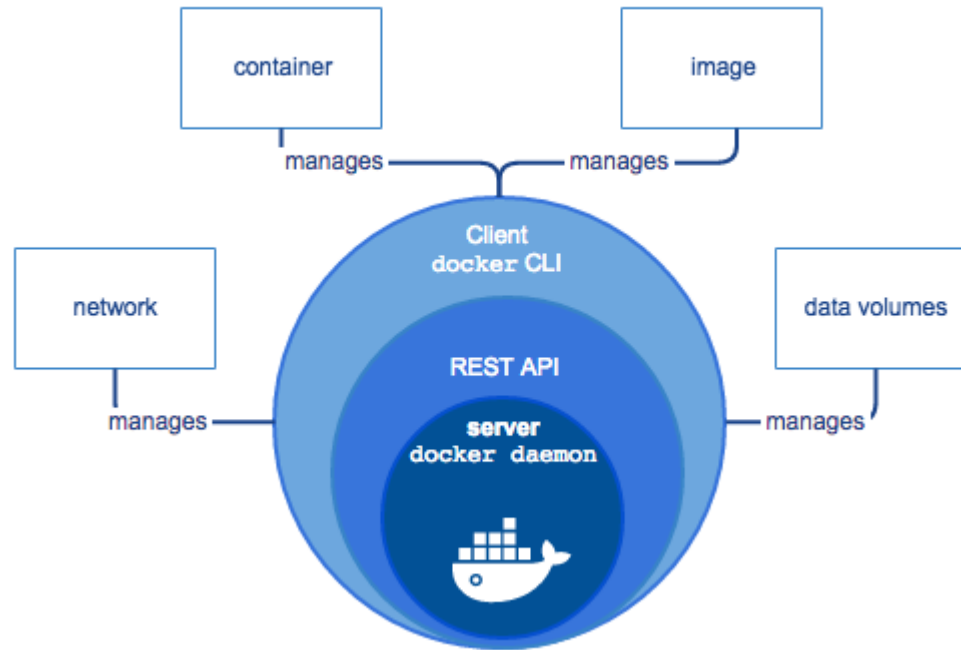 container
image
manages
manages
Client
docker CLI
network
data volumes
REST API
manages
manages
server
docker daemon